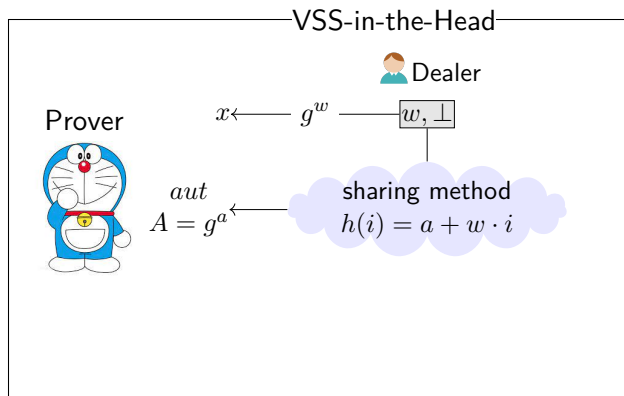 VSS-in-the-Head
Dealer
x ← g^w — w, ⊥
Prover
sharing method
aut
A = g^a
h(i) = a + w · i